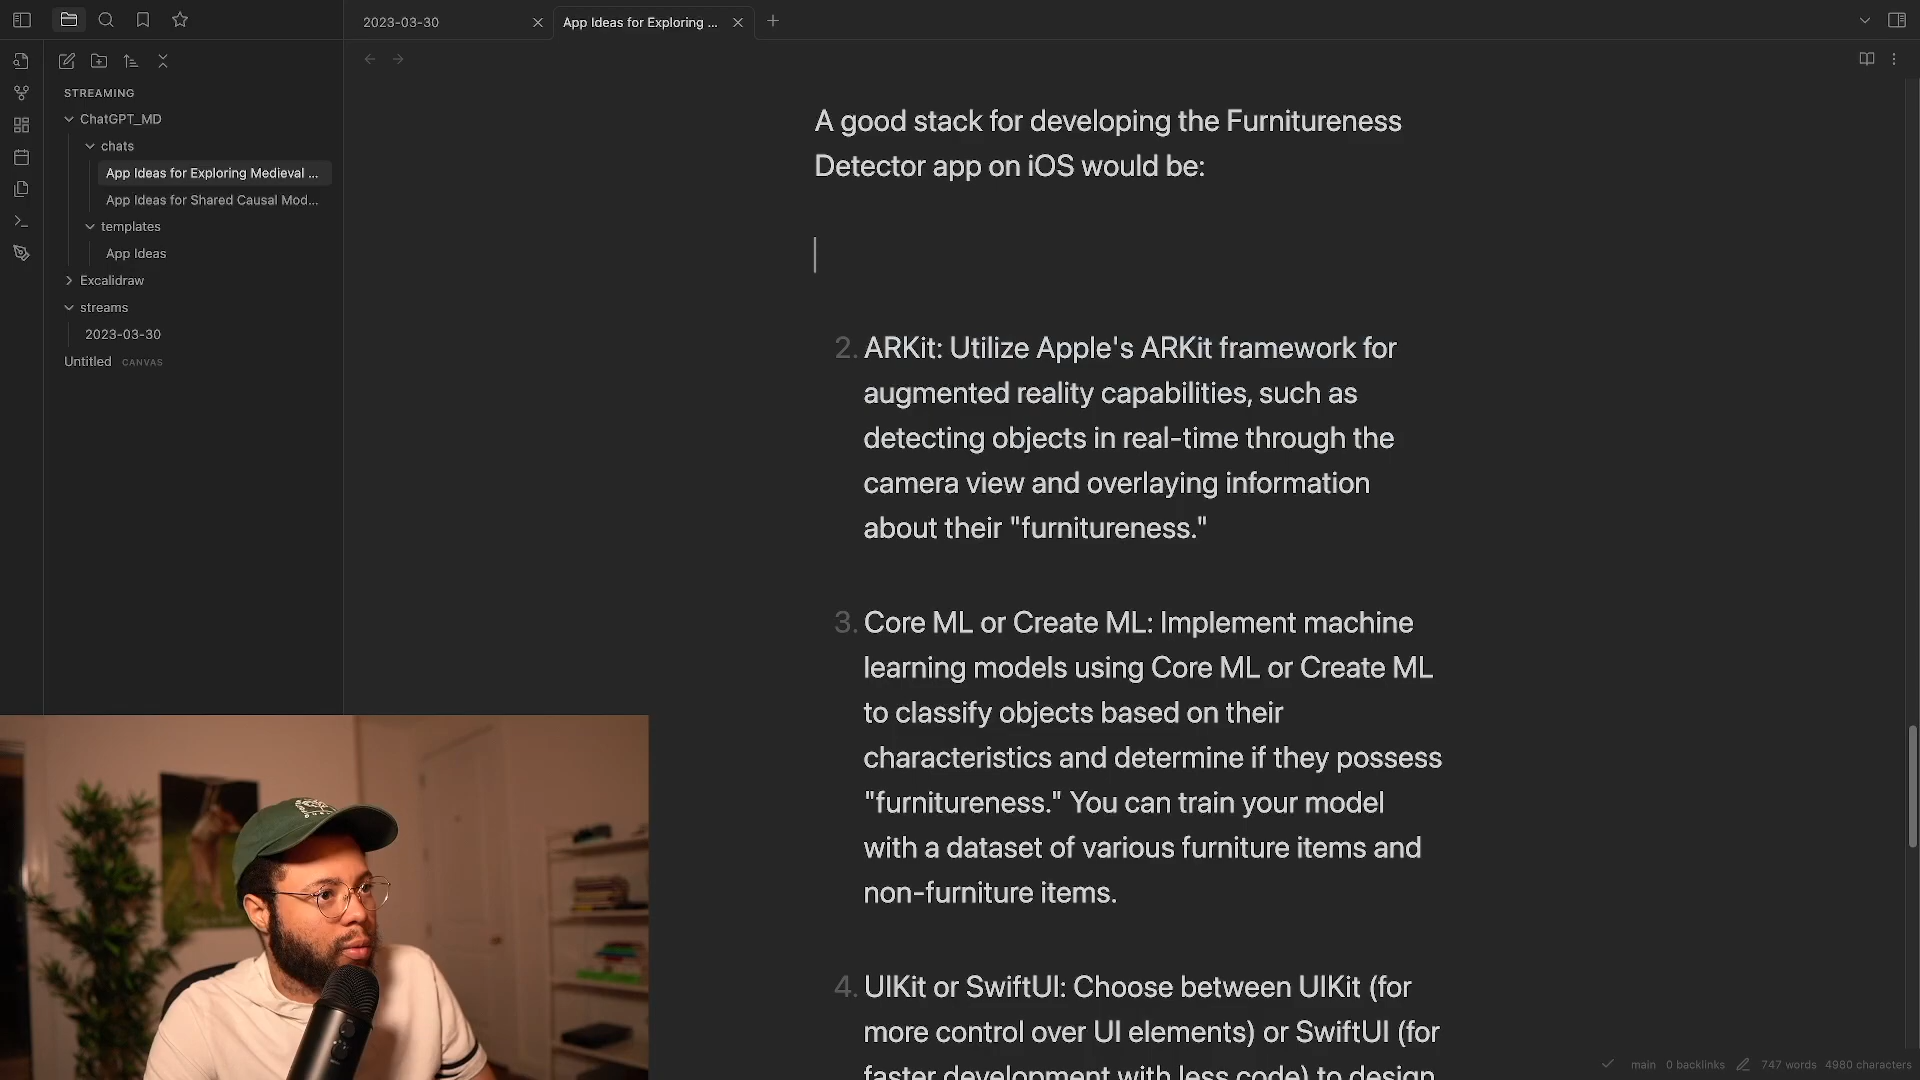 2023-03-30
App Ideas for Exploring ...
STREAMING
ChatGPT_MD
chats
App Ideas for Exploring Medieval ...
App Ideas for Shared Causal Mod...
templates
App Ideas
Excalidraw
streams
2023-03-30
Untitled CANVAS
A good stack for developing the Furnitureness
Detector app on iOS would be:
2. ARKit: Utilize Apple's ARKit framework for
augmented reality capabilities, such as
detecting objects in real-time through the
camera view and overlaying information
about their "furnitureness."
3. Core ML or Create ML: Implement machine
learning models using Core ML or Create ML
to classify objects based on their
characteristics and determine if they possess
"furnitureness." You can train your model
with a dataset of various furniture items and
non-furniture items.
4. UIKit or SwiftUI: Choose between UIKit (for
more control over UI elements) or SwiftUI (for
faster development with less code) to design
main 0 backlinks 747 words 4980 characters